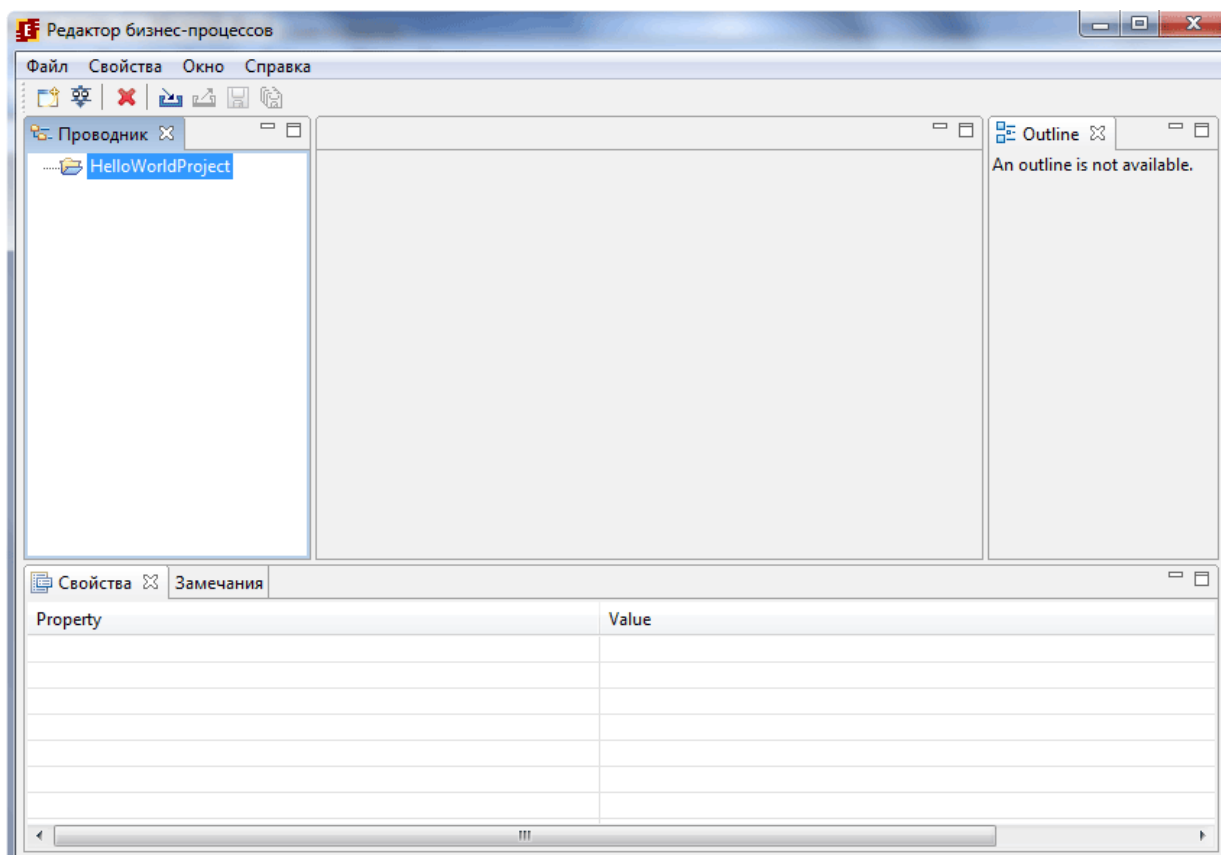 Редактор бизнес-процессов
Файл Свойства Окно Справка
Проводник
HelloWorldProject
Outline
An outline is not available.
Свойства Замечания
Property Value